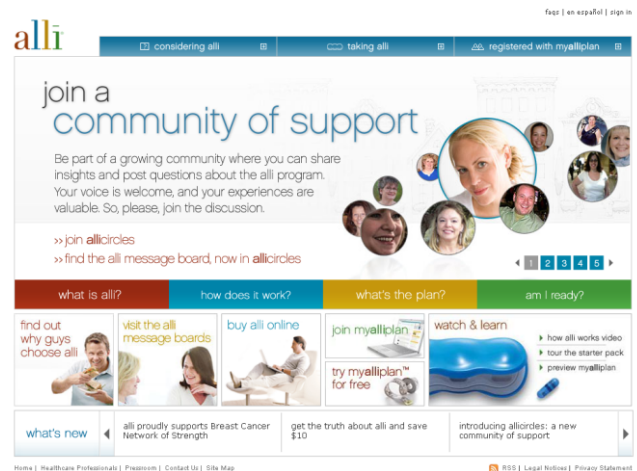 faqs | en español | sign in
allī
considering alli
taking alli
registered with myalliplan
join a
community of support
Be part of a growing community where you can share
insights and post questions about the alli program.
Your voice is welcome, and your experiences are
valuable. So, please, join the discussion.
>> join allicircles
>> find the alli message board, now in allicircles
1 2 3 4 5
what is alli?
how does it work?
what's the plan?
am I ready?
find out
why guys
choose alli
visit the alli
message boards
buy alli online
join myalliplan
try myalliplan™
for free
watch & learn
how alli works video
tour the starter pack
preview myalliplan
what's new
alli proudly supports Breast Cancer
Network of Strength
get the truth about alli and save
$10
introducing allicircles: a new
community of support
Home | Healthcare Professionals | Pressroom | Contact Us | Site Map
RSS | Legal Notices | Privacy Statement